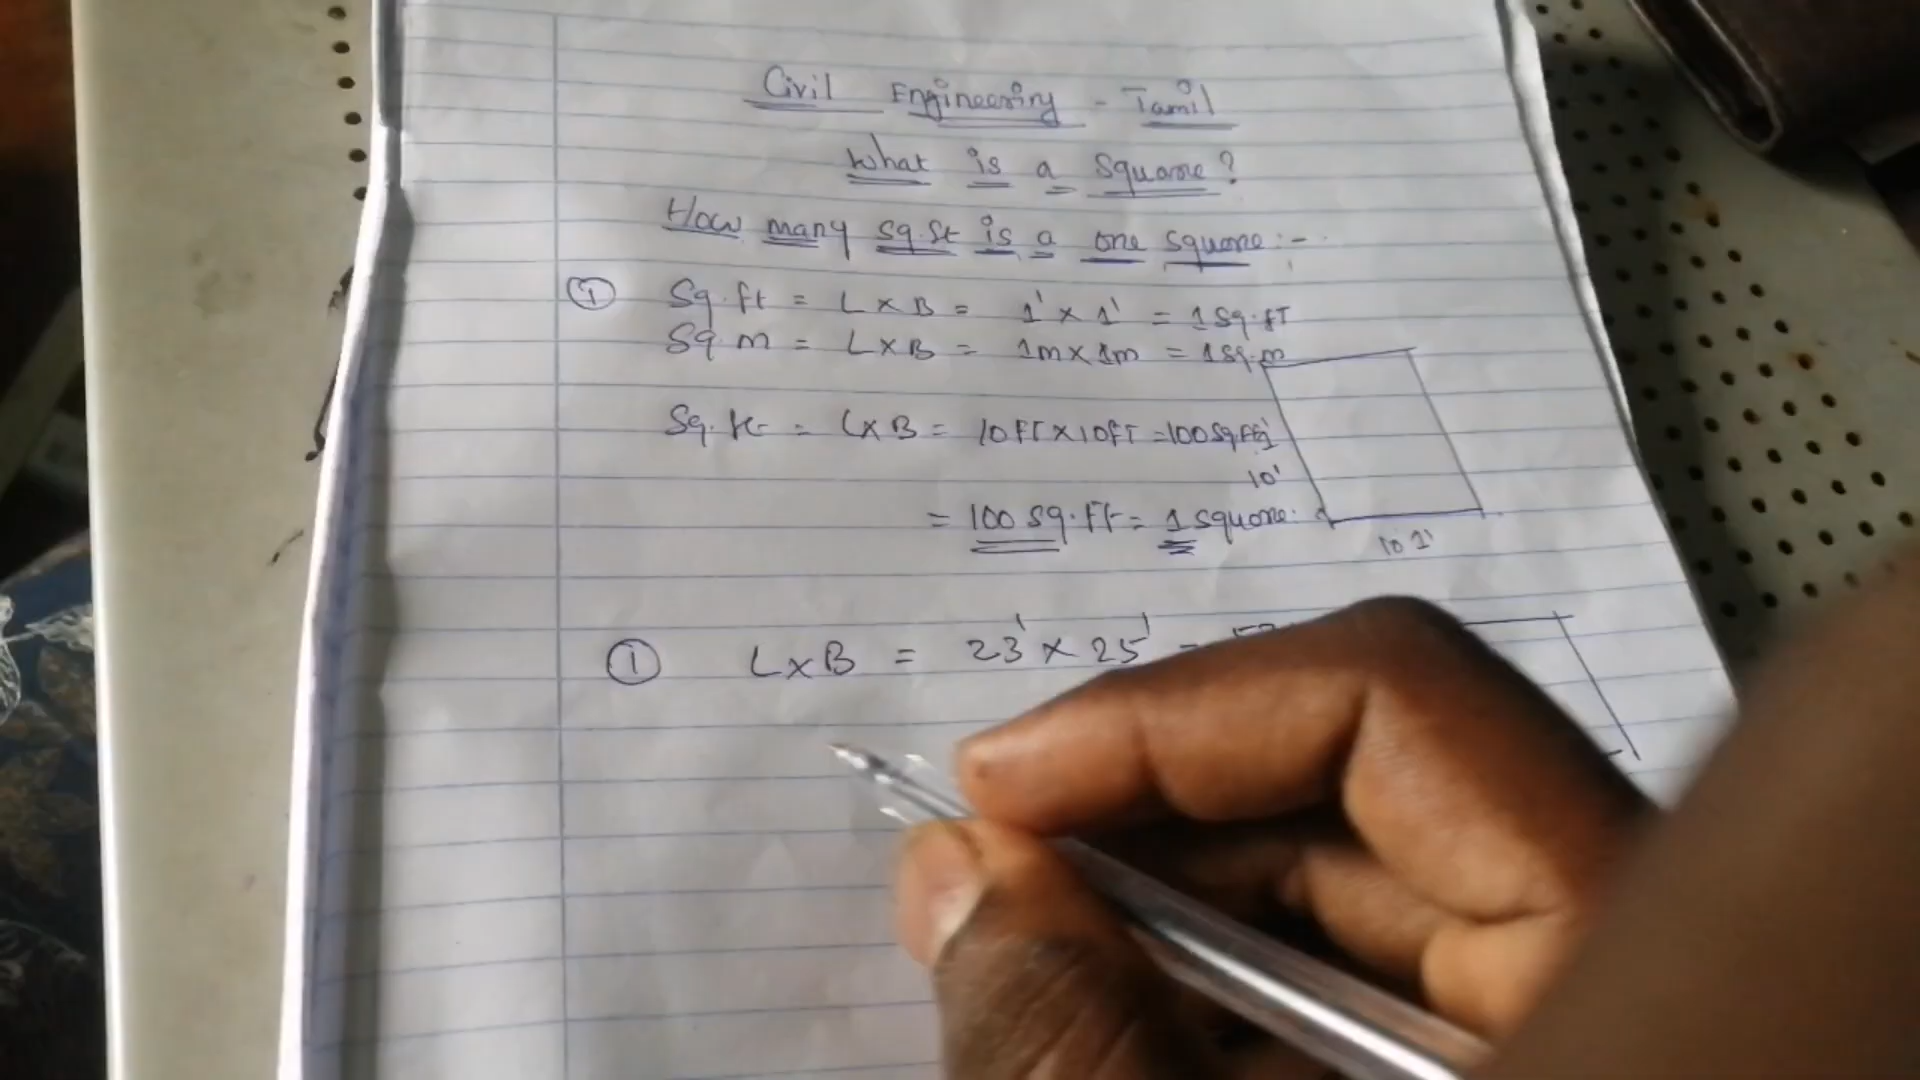 Civil Engineering - Tamil
What is a Square?
How many sq.ft is a one square:-
① Sq.ft = L x B = 1' x 1' = 1 Sq.fT
Sq.m = L x B = 1m x 1m = 1 sq.m
Sq. = L x B = 10FT x 10FT = 100 Sq.
10'
= 100 sq.FT = 1 square.
10 1'
① L x B = 23' x 25' =